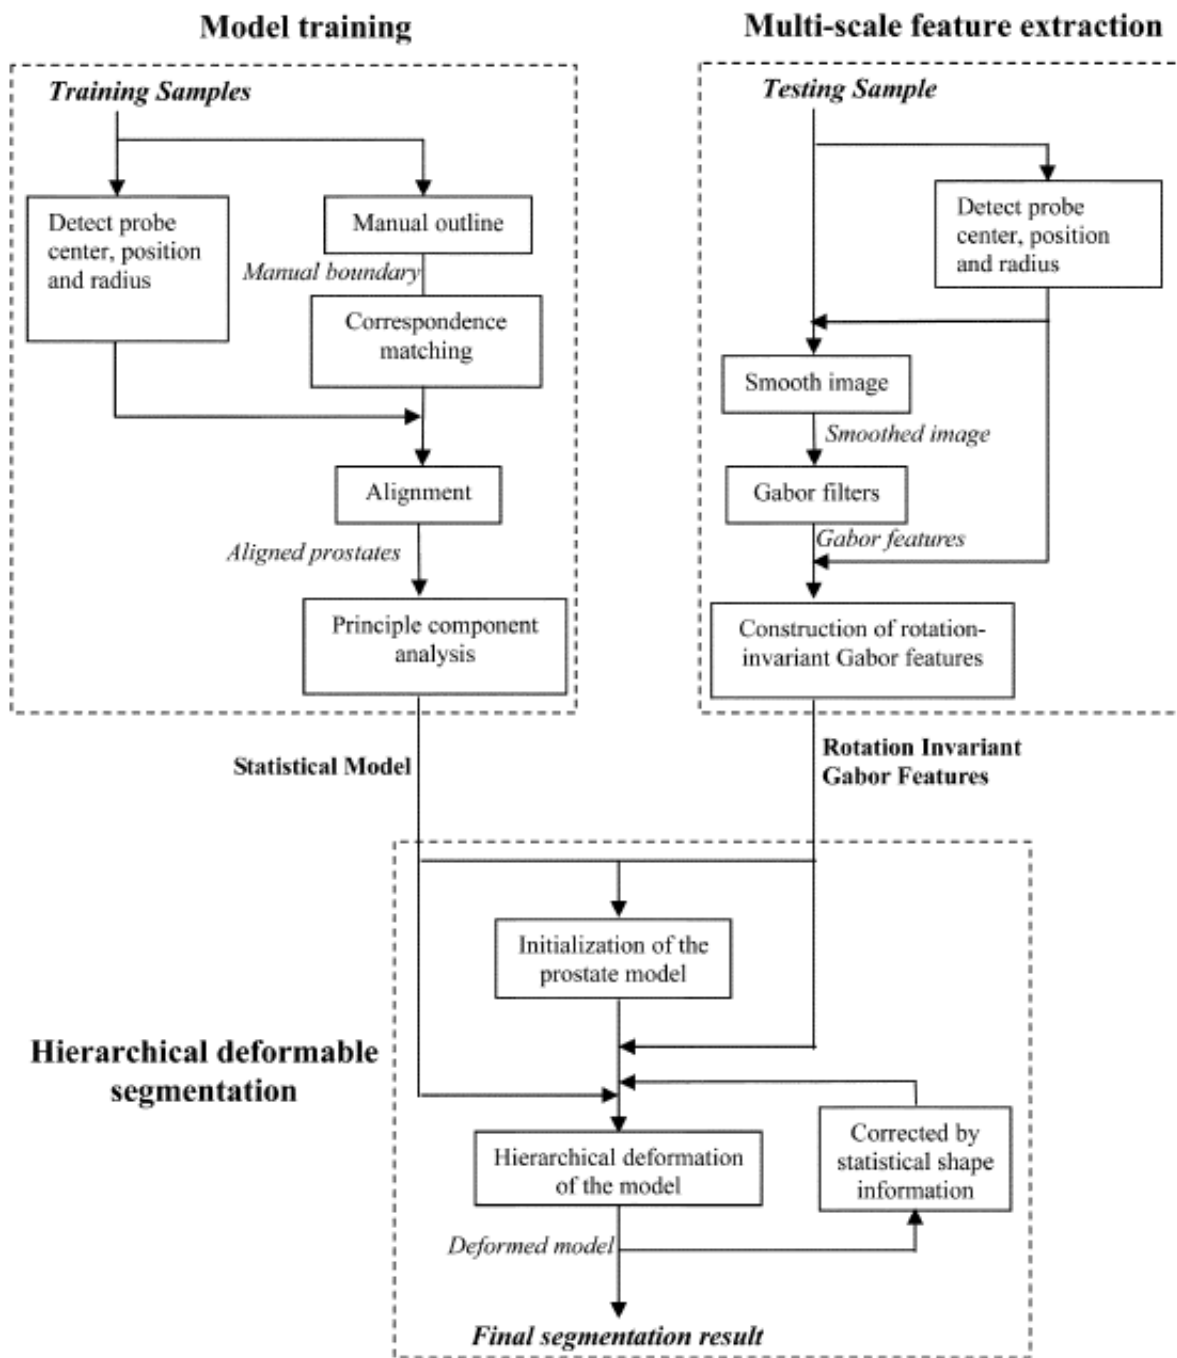 Model training
Training Samples
Detect probe
center, position
and radius
Manual outline
Manual boundary
Correspondence
matching
Alignment
Aligned prostates
Principle component
analysis
Statistical Model
Multi-scale feature extraction
Testing Sample
Detect probe
center, position
and radius
Smooth image
Smoothed image
Gabor filters
Gabor features
Construction of rotation-
invariant Gabor features
Rotation Invariant
Gabor Features
Hierarchical deformable
segmentation
Initialization of the
prostate model
Hierarchical deformation
of the model
Corrected by
statistical shape
information
Deformed model
Final segmentation result